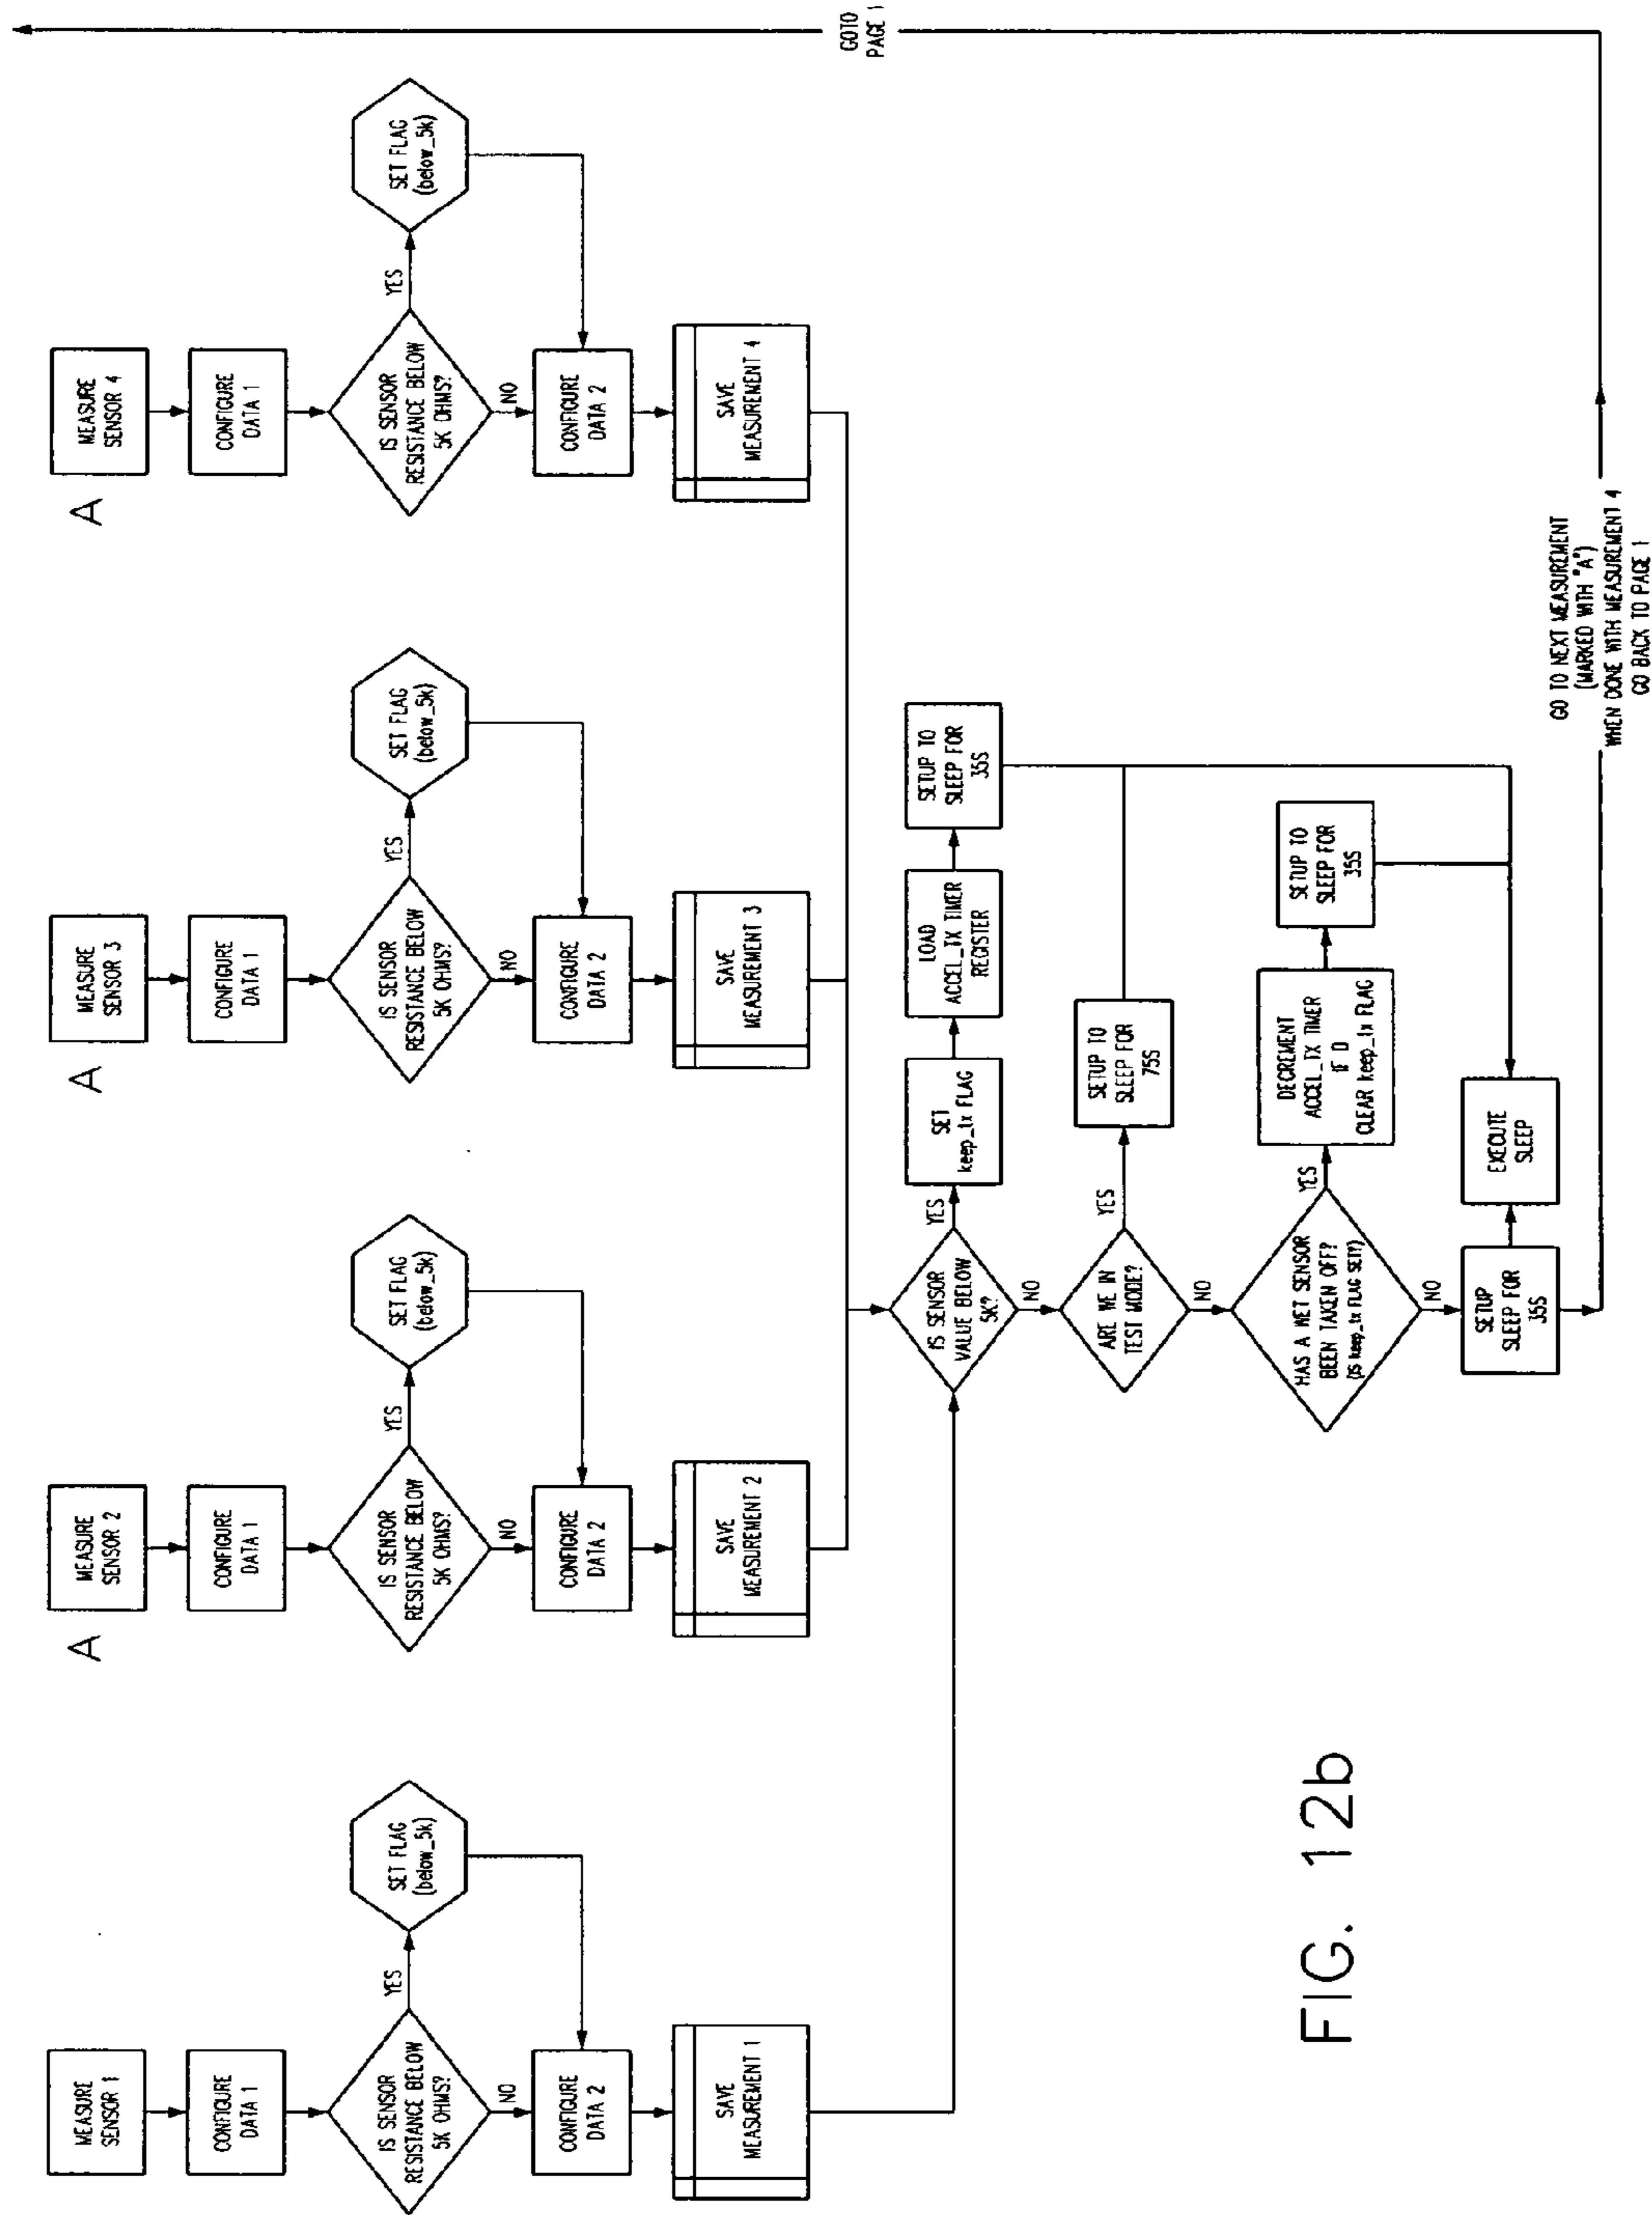 MEASURE
SENSOR 1
CONFIGURE
DATA 1
IS SENSOR
RESISTANCE BELOW
5K OHMS?
YES
SET FLAG
(below_5k)
NO
CONFIGURE
DATA 2
SAVE
MEASUREMENT 1
A
MEASURE
SENSOR 2
CONFIGURE
DATA 1
IS SENSOR
RESISTANCE BELOW
5K OHMS?
YES
SET FLAG
(below_5k)
NO
CONFIGURE
DATA 2
SAVE
MEASUREMENT 2
A
MEASURE
SENSOR 3
CONFIGURE
DATA 1
IS SENSOR
RESISTANCE BELOW
5K OHMS?
YES
SET FLAG
(below_5k)
NO
CONFIGURE
DATA 2
SAVE
MEASUREMENT 3
A
MEASURE
SENSOR 4
CONFIGURE
DATA 1
IS SENSOR
RESISTANCE BELOW
5K OHMS?
YES
SET FLAG
(below_5k)
NO
CONFIGURE
DATA 2
SAVE
MEASUREMENT 4
GOTO
PAGE 1
IS SENSOR
VALUE BELOW
5K?
YES
SET
keep_tx FLAG
LOAD
ACCEL_TX TIMER
REGISTER
SETUP TO
SLEEP FOR
35S
NO
ARE WE IN
TEST MODE?
YES
SETUP TO
SLEEP FOR
75S
NO
HAS A WET SENSOR
BEEN TAKEN OFF?
(IS keep_tx FLAG SET?)
YES
DECREMENT
ACCEL_TX TIMER
IF 0
CLEAR keep_tx FLAG
SETUP TO
SLEEP FOR
35S
NO
SETUP
SLEEP FOR
35S
EXECUTE
SLEEP
GO TO NEXT MEASUREMENT
(MARKED WITH "A")
WHEN DONE WITH MEASUREMENT 4
GO BACK TO PAGE 1
FIG. 12b